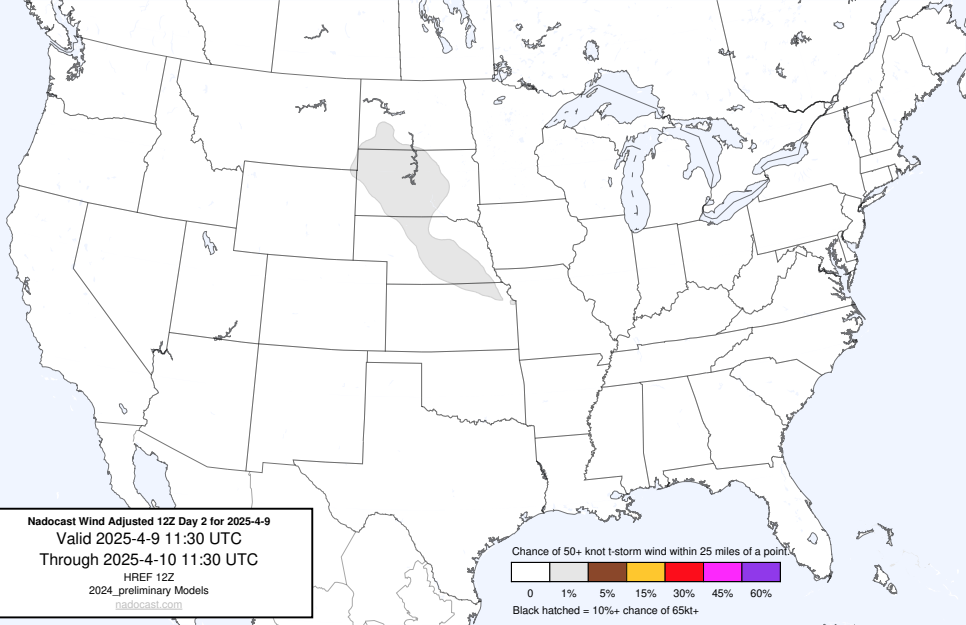 Nadocast Wind Adjusted 12Z Day 2 for 2025-4-9
Valid 2025-4-9 11:30 UTC
Through 2025-4-10 11:30 UTC
HREF 12Z
2024_preliminary Models
nadocast.com
Chance of 50+ knot t-storm wind within 25 miles of a point.
0 1% 5% 15% 30% 45% 60%
Black hatched = 10%+ chance of 65kt+